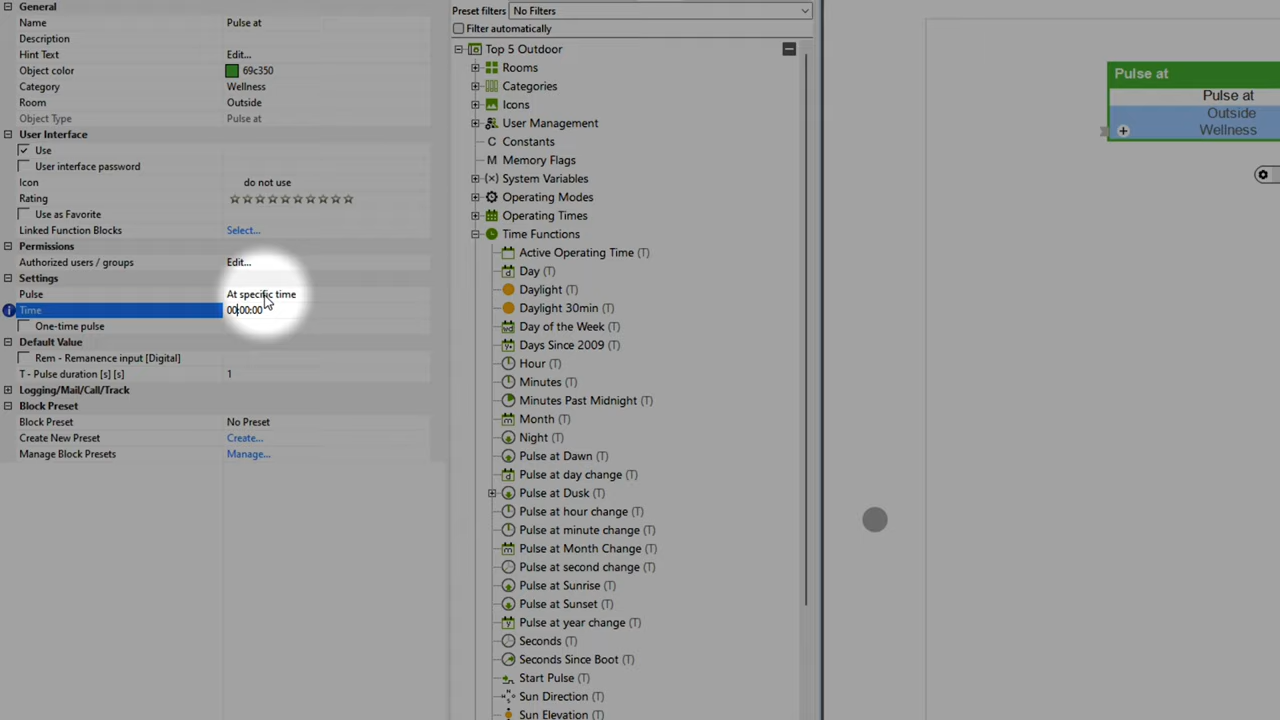 General
Name Pulse at
Description
Hint Text Edit...
Object color 69c350
Category Wellness
Room Outside
Object Type Pulse at
User Interface
Use
User interface password
Icon do not use
Rating
Use as Favorite
Linked Function Blocks Select...
Permissions
Authorized users / groups Edit...
Settings
Pulse At specific time
Time 00:00:00
One-time pulse
Default Value
Rem - Remanence input [Digital]
T - Pulse duration [s] [s] 1
Logging/Mail/Call/Track
Block Preset
Block Preset No Preset
Create New Preset Create...
Manage Block Presets Manage...
Preset filters No Filters
Filter automatically
Top 5 Outdoor
Rooms
Categories
Icons
User Management
C Constants
M Memory Flags
(x) System Variables
Operating Modes
Operating Times
Time Functions
Active Operating Time (T)
d Day (T)
Daylight (T)
Daylight 30min (T)
wd Day of the Week (T)
Days Since 2009 (T)
Hour (T)
Minutes (T)
Minutes Past Midnight (T)
m Month (T)
Night (T)
Pulse at Dawn (T)
d Pulse at day change (T)
Pulse at Dusk (T)
Pulse at hour change (T)
Pulse at minute change (T)
m Pulse at Month Change (T)
Pulse at second change (T)
Pulse at Sunrise (T)
Pulse at Sunset (T)
y Pulse at year change (T)
Seconds (T)
Seconds Since Boot (T)
Start Pulse (T)
Sun Direction (T)
Sun Elevation (T)
Pulse at
Pulse at
Outside
Wellness